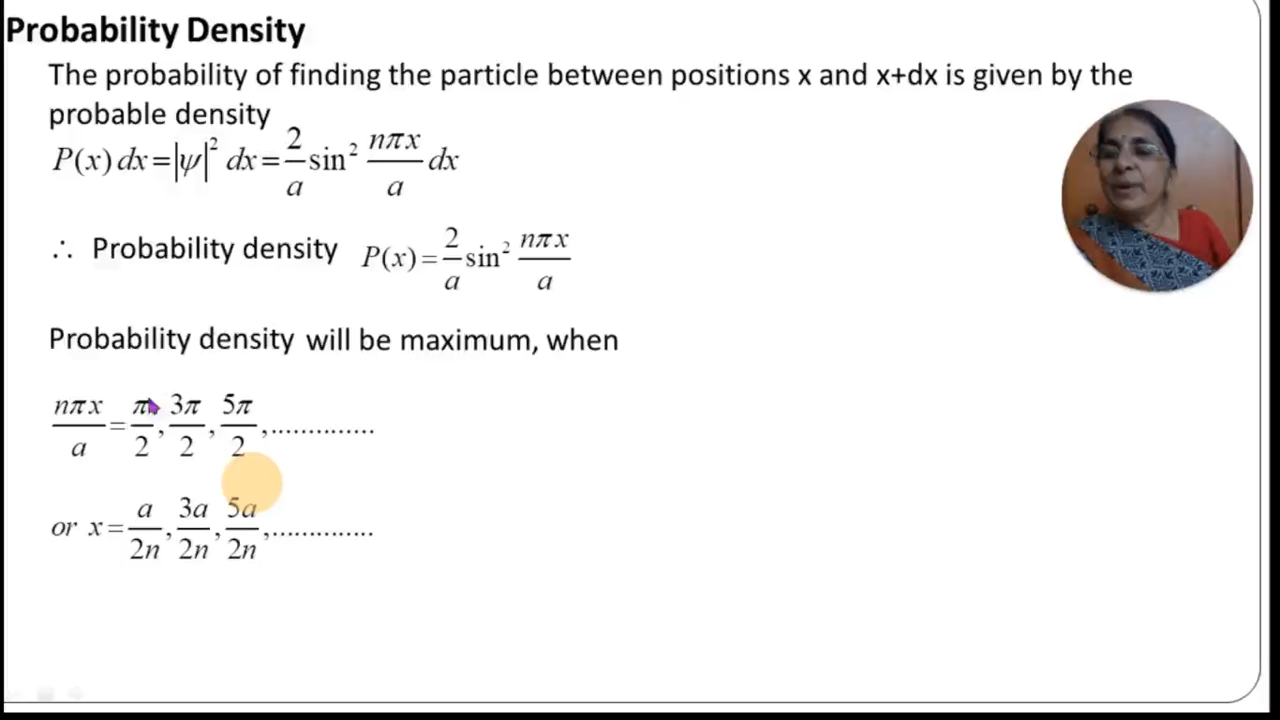 Probability Density
The probability of finding the particle between positions x and x+dx is given by the
probable density
P(x) dx = |ψ|² dx = 2/a sin² nπx/a dx
∴ Probability density P(x) = 2/a sin² nπx/a
Probability density will be maximum, when
nπx/a = π/2, 3π/2, 5π/2, ..............
or x = a/2n, 3a/2n, 5a/2n, ..............